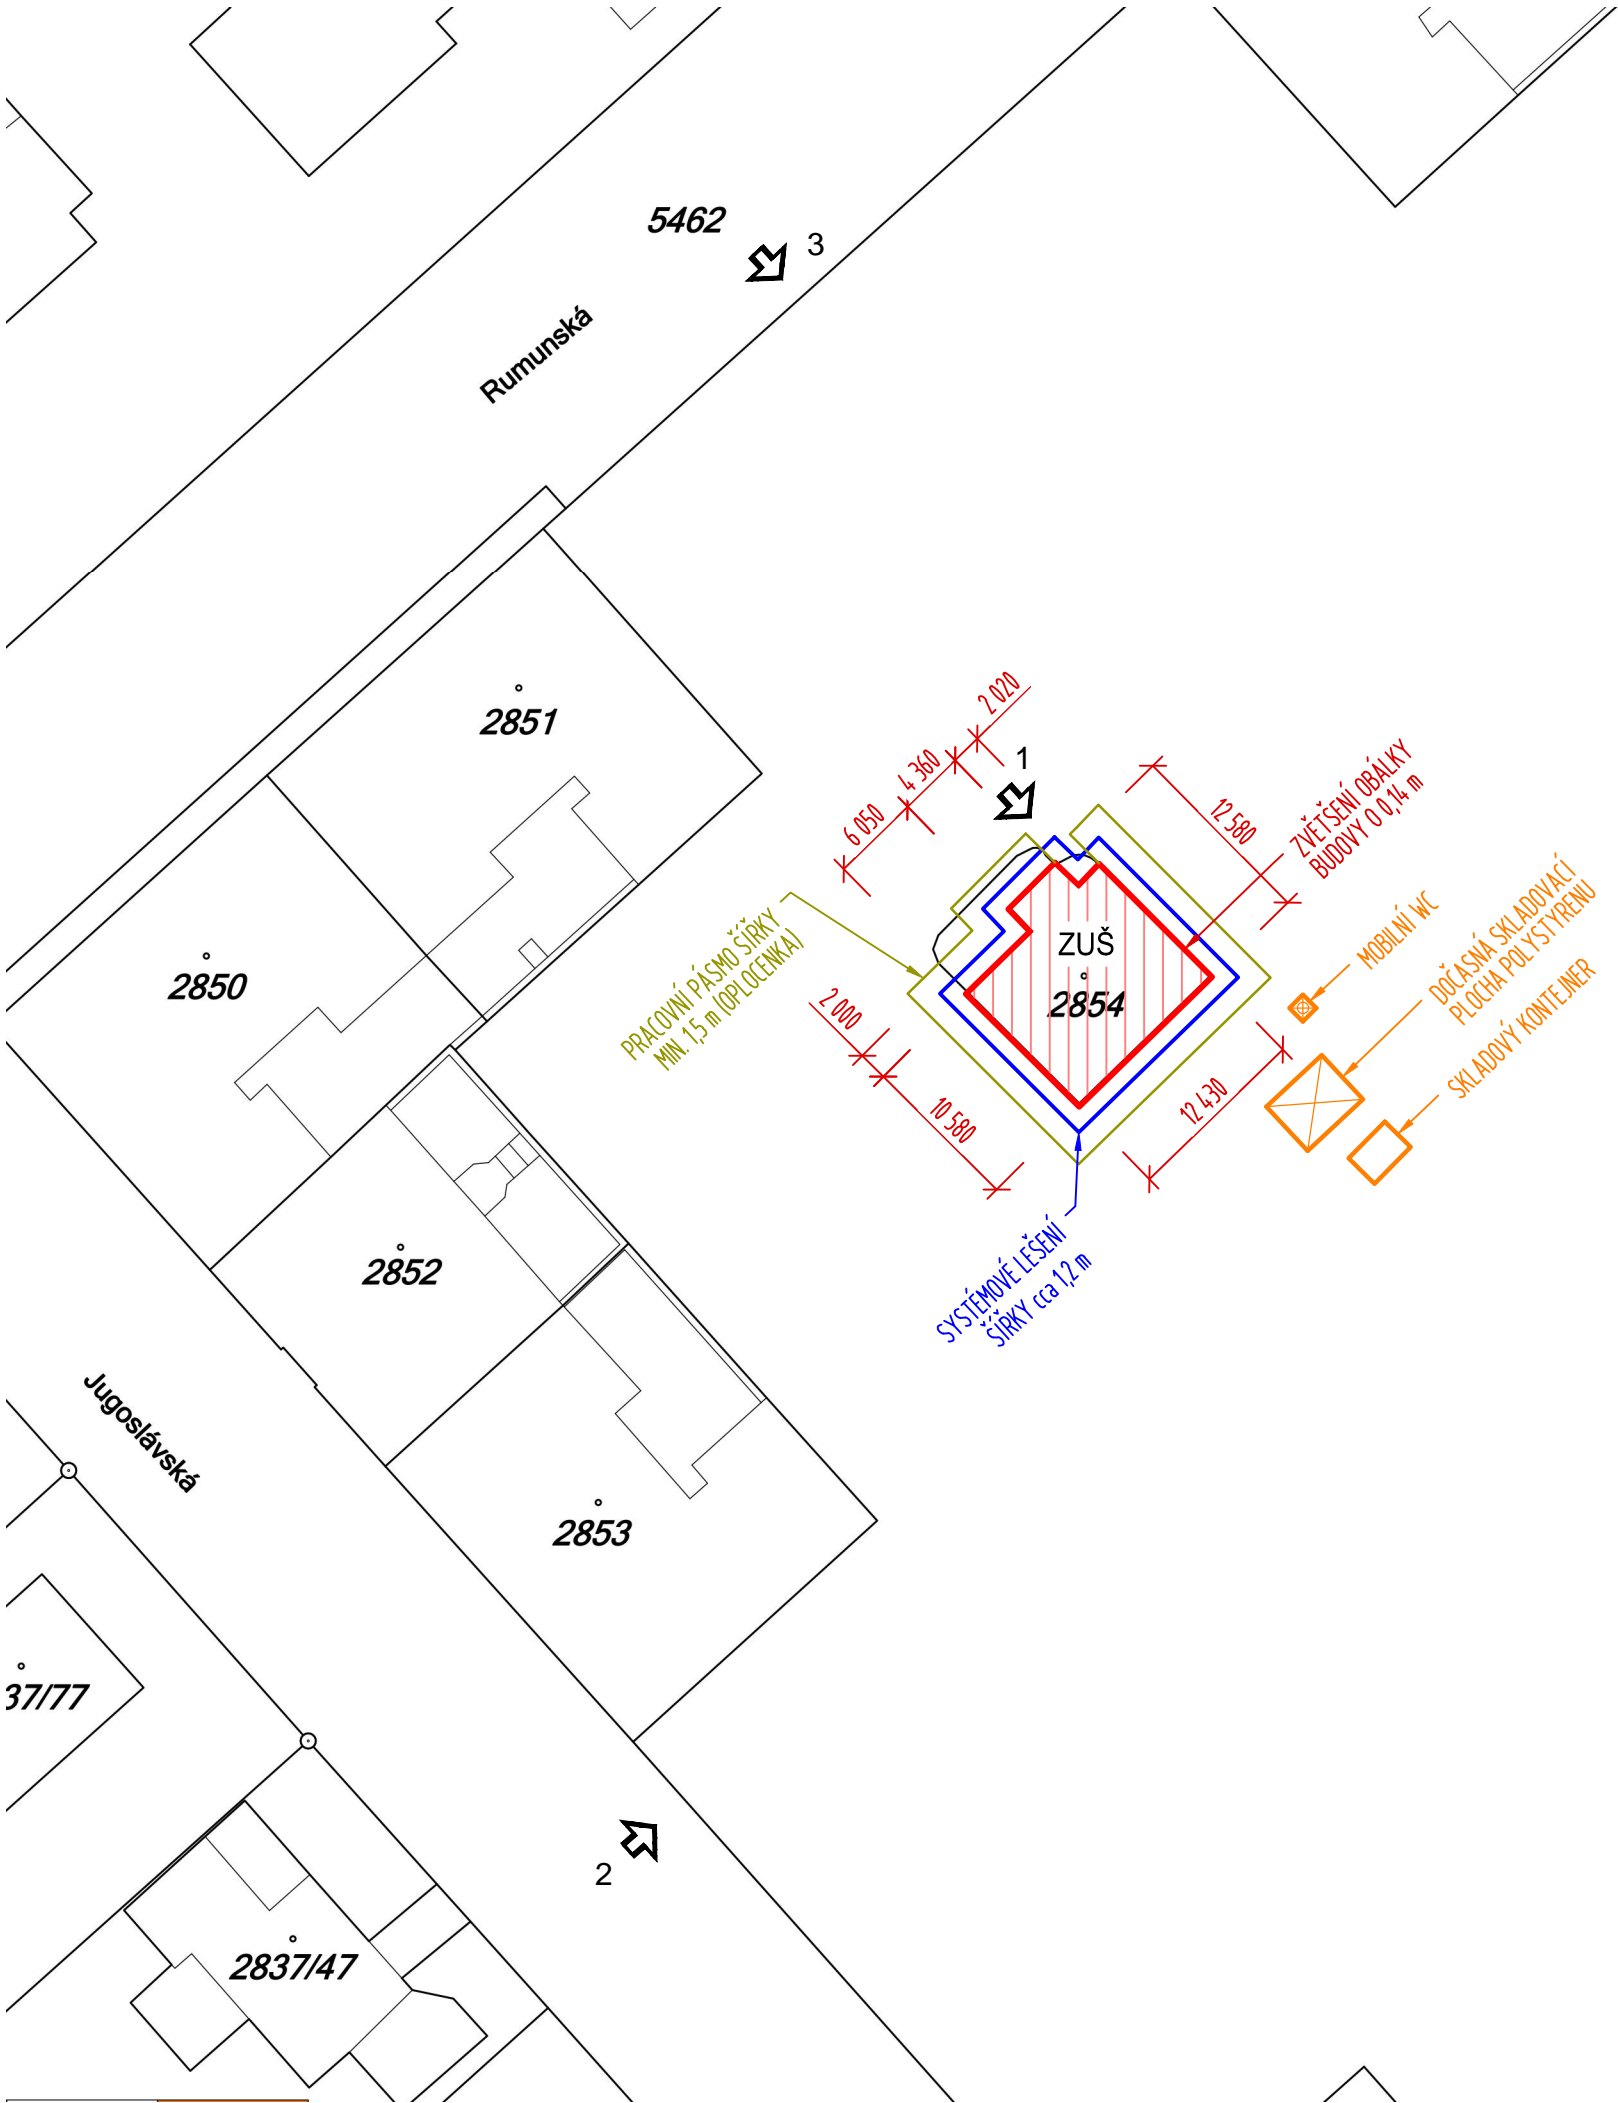 5462
3
Rumunská
2851
2 020
1
4 360
6 050
12 580
ZVĚTŠENÍ OBÁLKY
BUDOVY O 0,14 m
PRACOVNÍ PÁSMO ŠÍŘKY
MIN. 1,5 m (OPLOCENKA)
ZUŠ
2854
MOBILNÍ WC
DOČASNÁ SKLADOVACÍ
PLOCHA POLYSTYRENU
SKLADOVÝ KONTEJNER
2850
2 000
10 580
12 430
SYSTÉMOVÉ LEŠENÍ
ŠÍŘKY cca 1,2 m
2852
Jugoslávská
2853
37/77
2
2837/47